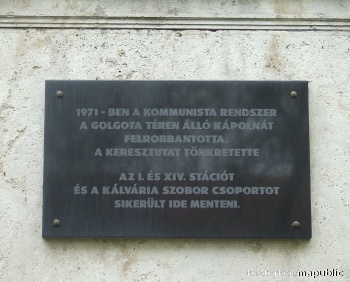 1971 - BEN A KOMMUNISTA RENDSZER
A GOLGOTA TÉREN ÁLLÓ KÁPOLNÁT
FELROBBANTOTTA.
A KERESZTUTAT TÖNKRETETTE
AZ I. ÉS XIV. STÁCIÓT
ÉS A KÁLVÁRIA SZOBOR CSOPORTOT
SIKERÜLT IDE MENTENI.
mapublic